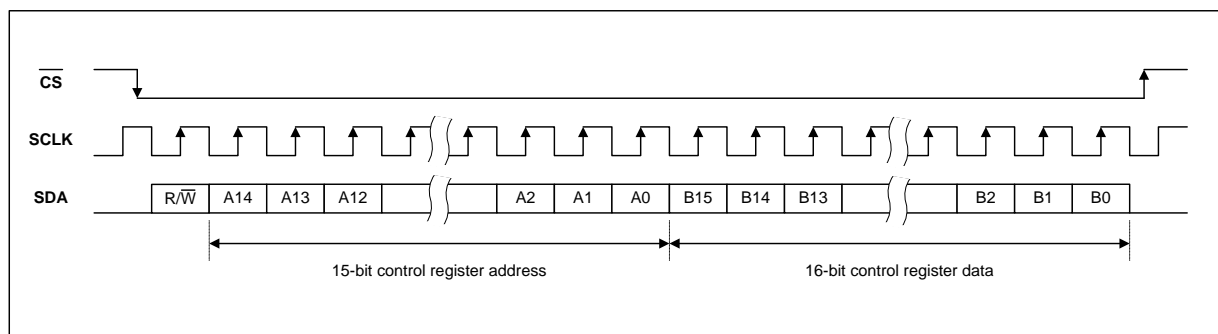 C̅S̅
SCLK
SDA R/W̅ A14 A13 A12 A2 A1 A0 B15 B14 B13 B2 B1 B0
15-bit control register address 16-bit control register data